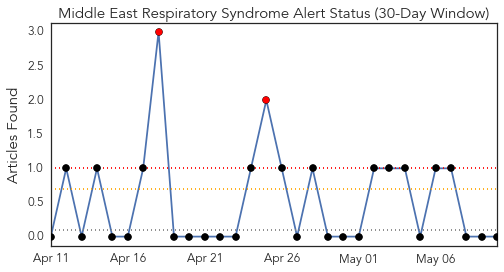 Middle East Respiratory Syndrome Alert Status (30-Day Window)
Articles Found
3.0
2.5
2.0
1.5
1.0
0.5
0.0
Apr 11 Apr 16 Apr 21 Apr 26 May 01 May 06